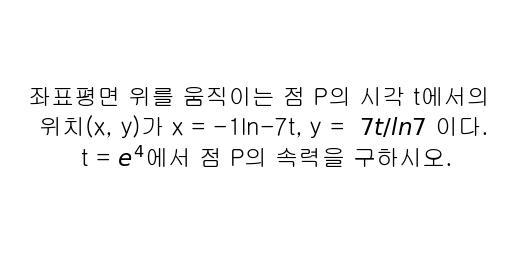 좌표평면 위를 움직이는 점 P의 시각 t에서의
위치(x, y)가 x = −1ln−7t, y = 7t/ln7 이다.
t = e⁴에서 점 P의 속력을 구하시오.